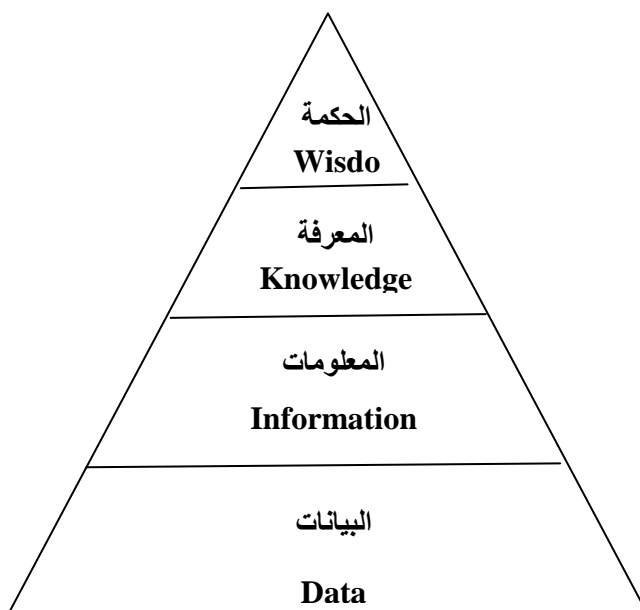 الحكمة
Wisdo
المعرفة
Knowledge
المعلومات
Information
البيانات
Data